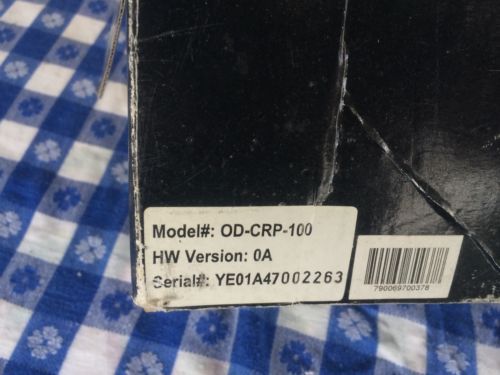 Model#: OD-CRP-100
HW Version: 0A
Serial#: YE01A47002263
790069700378